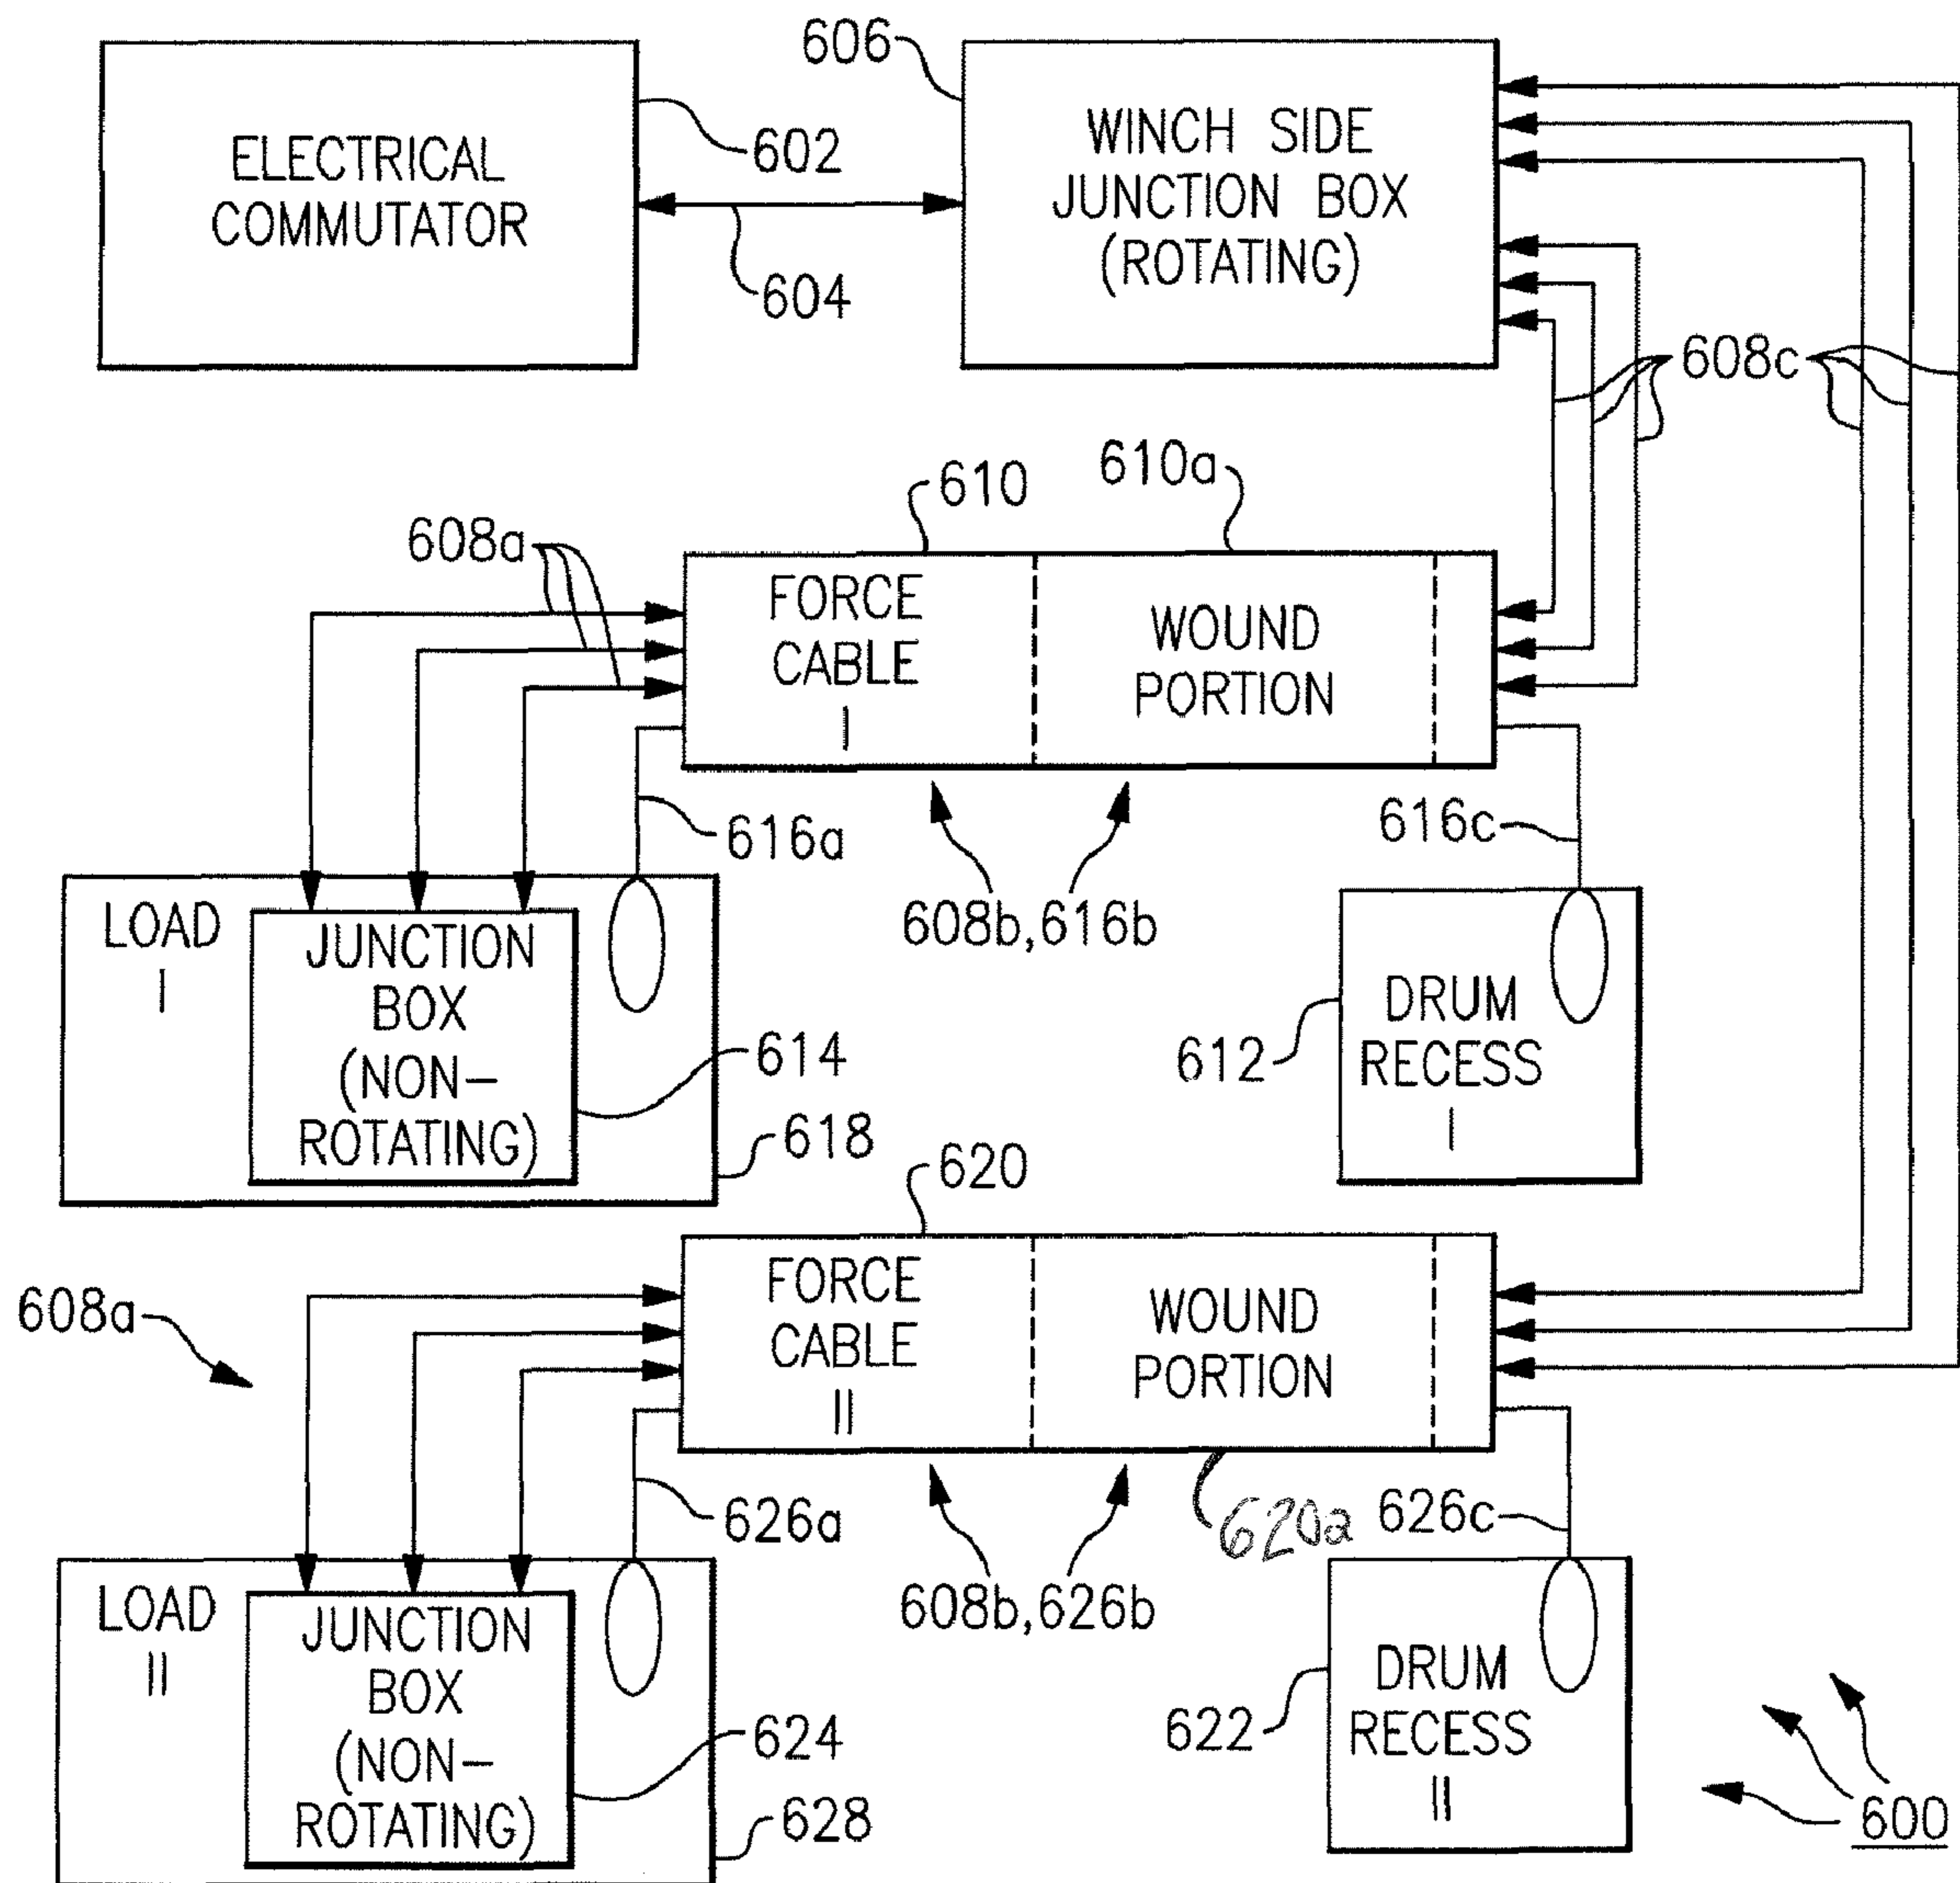 606
ELECTRICAL
COMMUTATOR
602
604
WINCH SIDE
JUNCTION BOX
(ROTATING)
608c
610
610a
608a
FORCE
CABLE
I
WOUND
PORTION
616a
616c
608b,616b
LOAD
I
JUNCTION
BOX
(NON-
ROTATING)
614
618
612
DRUM
RECESS
I
620
608a
FORCE
CABLE
II
WOUND
PORTION
626a
620a
626c
608b,626b
LOAD
II
JUNCTION
BOX
(NON-
ROTATING)
624
628
622
DRUM
RECESS
II
600